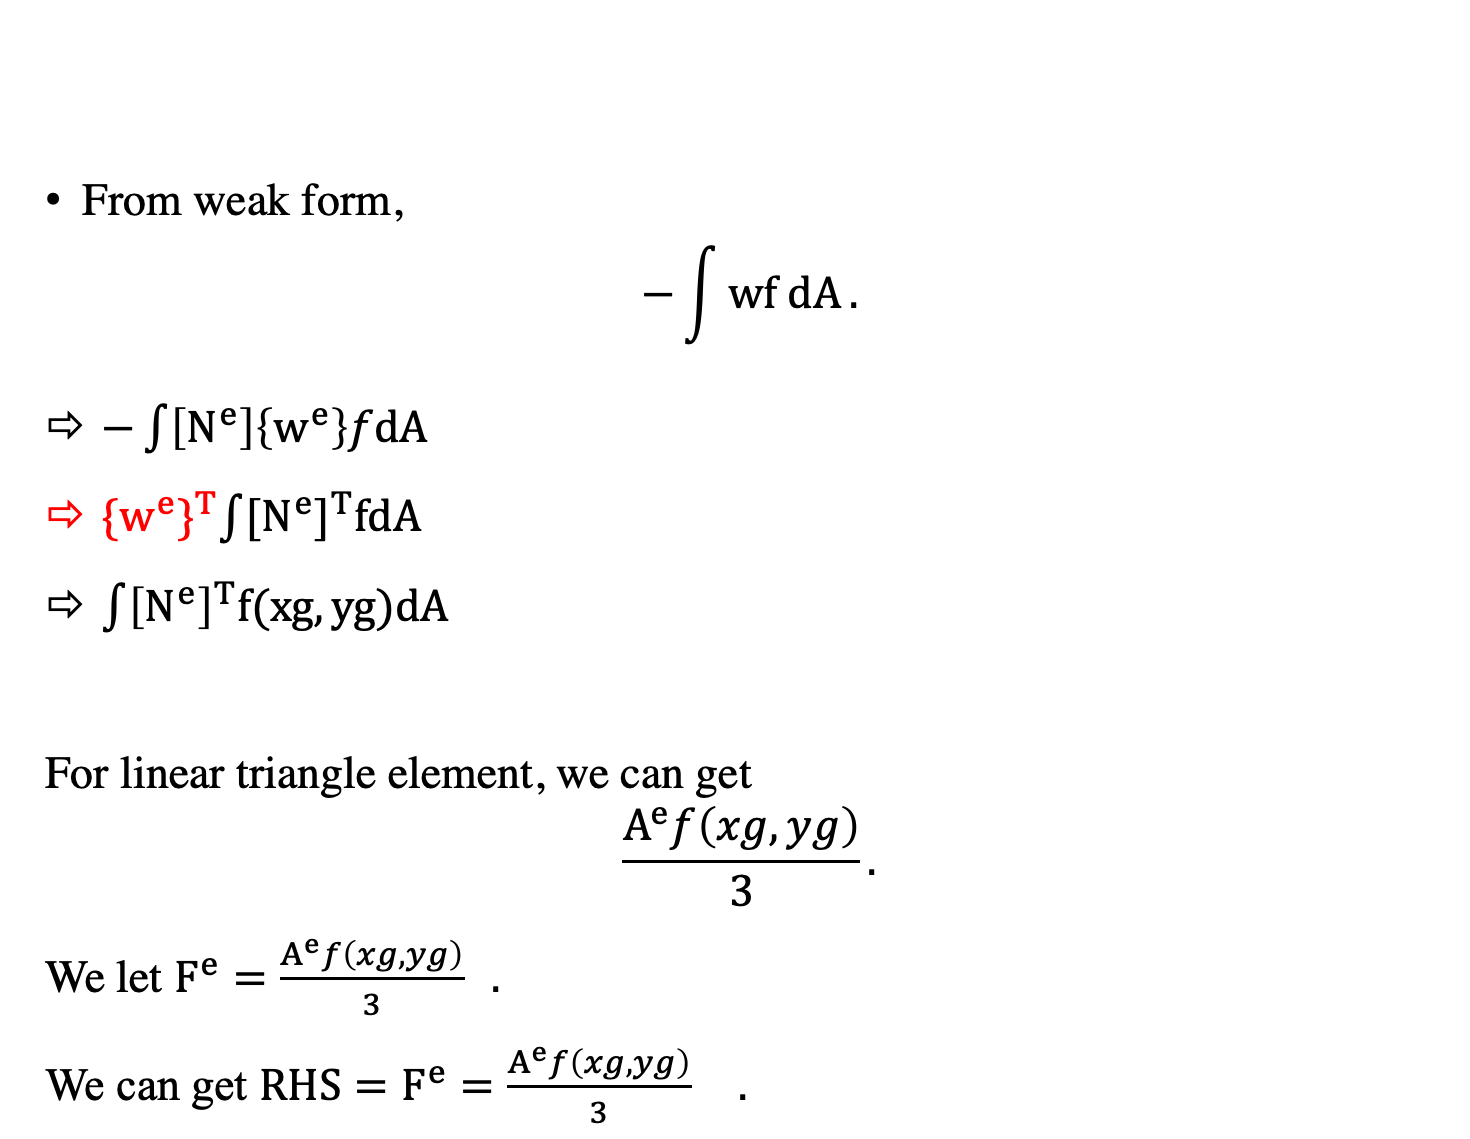 • From weak form,
− ∫ wf dA .
⇨ − ∫[Nᵉ]{wᵉ}𝑓dA
⇨ {wᵉ}ᵀ∫[Nᵉ]ᵀfdA
⇨ ∫[Nᵉ]ᵀf(xg, yg)dA
For linear triangle element, we can get
Aᵉ𝑓(𝑥𝑔, 𝑦𝑔)/3 .
We let Fᵉ = Aᵉ𝑓(𝑥𝑔,𝑦𝑔)/3 .
We can get RHS = Fᵉ = Aᵉ𝑓(𝑥𝑔,𝑦𝑔)/3 .